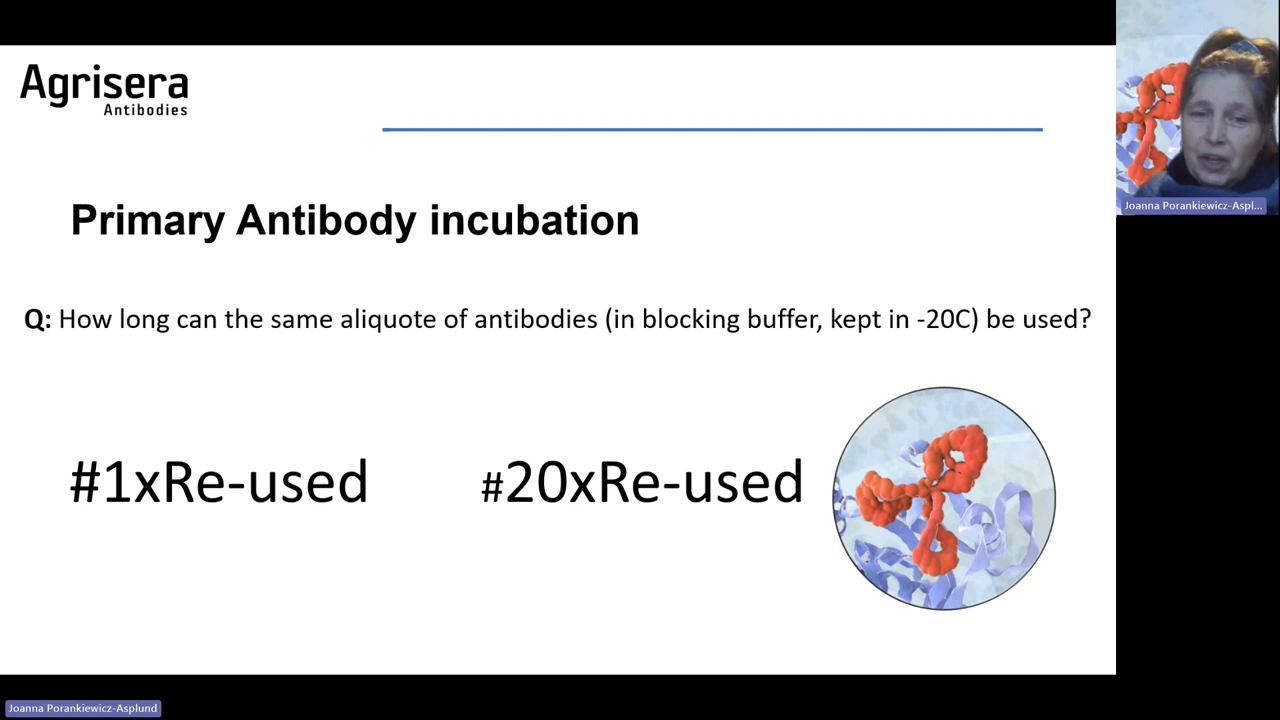 Agrisera
Antibodies
Primary Antibody incubation
Q: How long can the same aliquote of antibodies (in blocking buffer, kept in -20C) be used?
#1xRe-used
#20xRe-used
Joanna Porankiewicz-Aspl...
Joanna Porankiewicz-Asplund